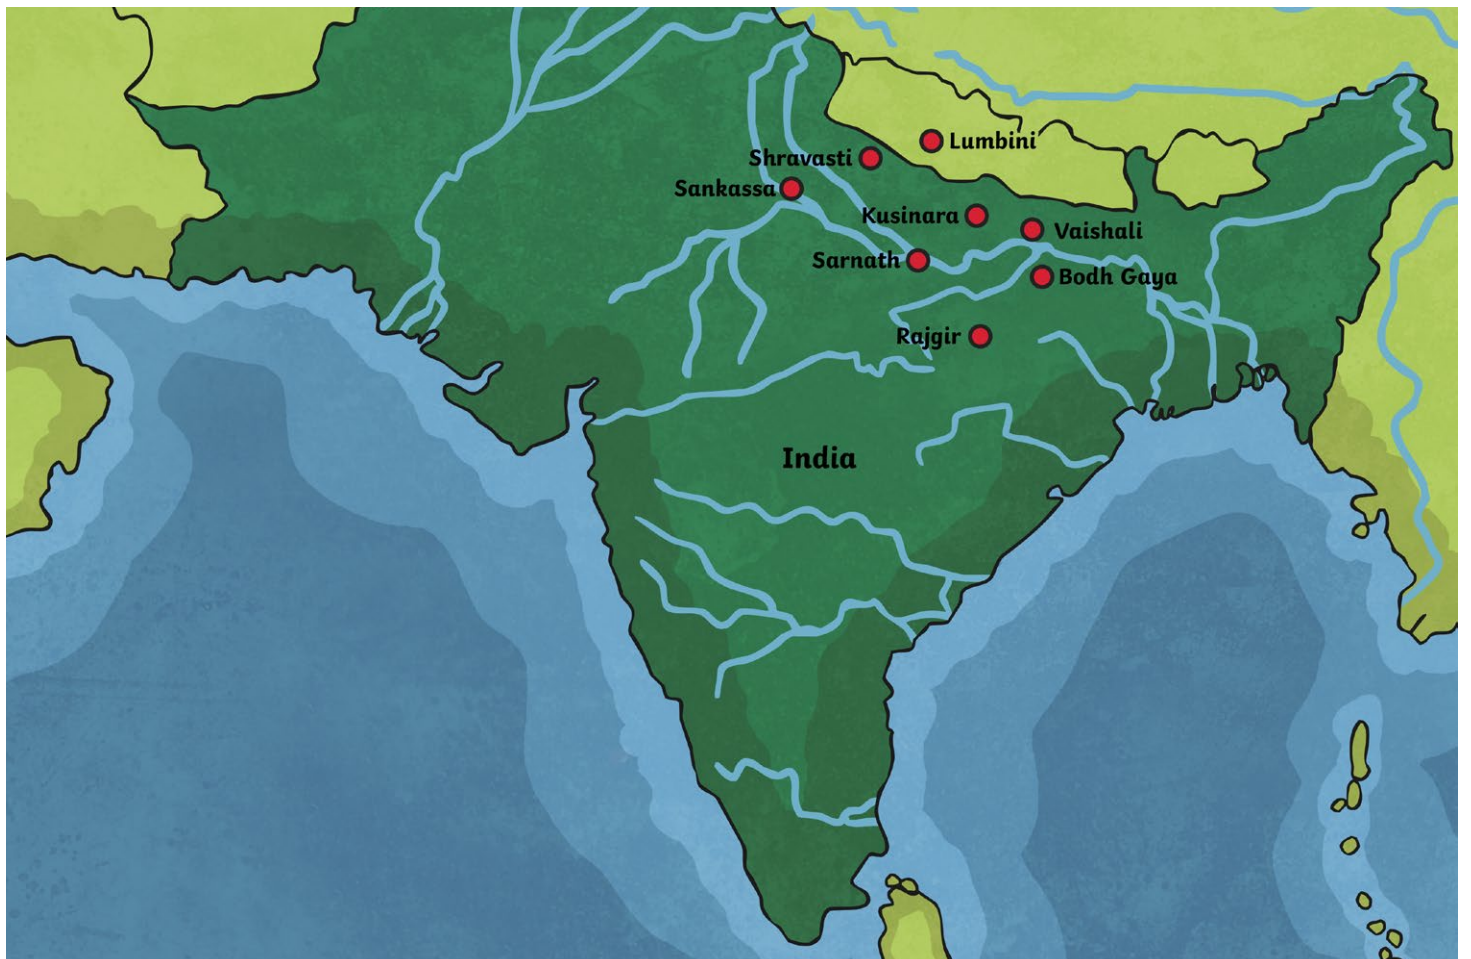 Lumbini
Shravasti
Sankassa
Kusinara
Vaishali
Sarnath
Bodh Gaya
Rajgir
India